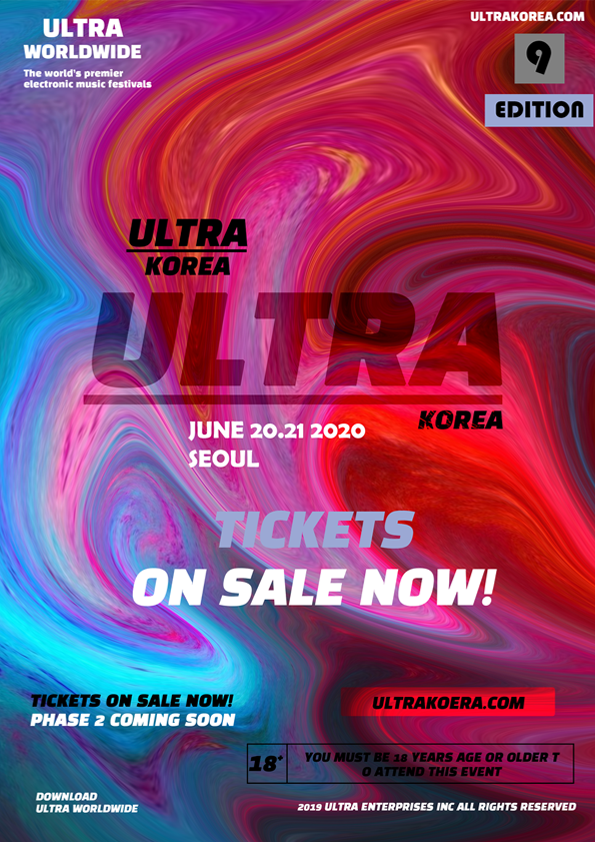 ULTRA
WORLDWIDE
The world's premier
electronic music festivals
ULTRAKOREA.COM
9
EDITION
ULTRA
KOREA
ULTRA
KOREA
JUNE 20.21 2020
SEOUL
TICKETS
ON SALE NOW!
TICKETS ON SALE NOW!
PHASE 2 COMING SOON
ULTRAKOERA.COM
18+
YOU MUST BE 18 YEARS AGE OR OLDER T
O ATTEND THIS EVENT
DOWNLOAD
ULTRA WORLDWIDE
2019 ULTRA ENTERPRISES INC ALL RIGHTS RESERVED